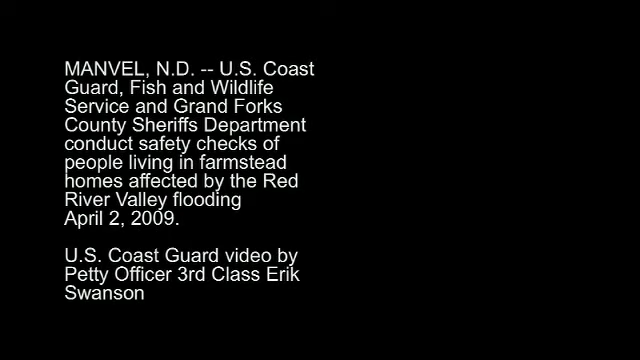 MANVEL, N.D. -- U.S. Coast
Guard, Fish and Wildlife
Service and Grand Forks
County Sheriffs Department
conduct safety checks of
people living in farmstead
homes affected by the Red
River Valley flooding
April 2, 2009.
U.S. Coast Guard video by
Petty Officer 3rd Class Erik
Swanson